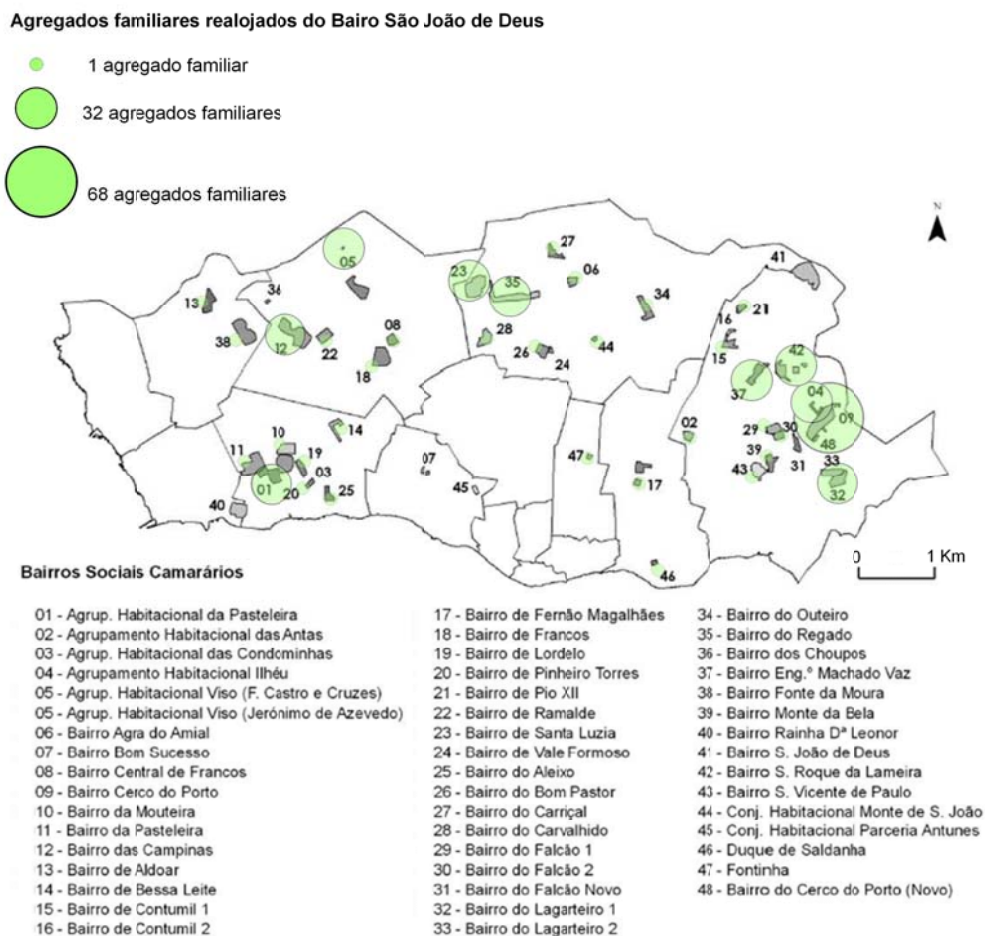 Agregados familiares realojados do Bairo São João de Deus
1 agregado familiar
32 agregados familiares
68 agregados familiares
N
27
41
05
23
35
06
36
13
34
21
16
38
12
22
08
28
26
24
44
15
18
42
37
04
09
10
14
11
19
03
07
02
29
30
48
39
31
33
47
43
01
20
25
45
17
32
40
46
0 1 Km
Bairros Sociais Camarários
01 - Agrup. Habitacional da Pasteleira
02 - Agrupamento Habitacional das Antas
03 - Agrup. Habitacional das Condominhas
04 - Agrupamento Habitacional Ilhéu
05 - Agrup. Habitacional Viso (F. Castro e Cruzes)
05 - Agrup. Habitacional Viso (Jerónimo de Azevedo)
06 - Bairro Agra do Amial
07 - Bairro Bom Sucesso
08 - Bairro Central de Francos
09 - Bairro Cerco do Porto
10 - Bairro da Mouteira
11 - Bairro da Pasteleira
12 - Bairro das Campinas
13 - Bairro de Aldoar
14 - Bairro de Bessa Leite
15 - Bairro de Contumil 1
16 - Bairro de Contumil 2
17 - Bairro de Fernão Magalhães
18 - Bairro de Francos
19 - Bairro de Lordelo
20 - Bairro de Pinheiro Torres
21 - Bairro de Pio XII
22 - Bairro de Ramalde
23 - Bairro de Santa Luzia
24 - Bairro de Vale Formoso
25 - Bairro do Aleixo
26 - Bairro do Bom Pastor
27 - Bairro do Carriçal
28 - Bairro do Carvalhido
29 - Bairro do Falcão 1
30 - Bairro do Falcão 2
31 - Bairro do Falcão Novo
32 - Bairro do Lagarteiro 1
33 - Bairro do Lagarteiro 2
34 - Bairro do Outeiro
35 - Bairro do Regado
36 - Bairro dos Choupos
37 - Bairro Eng.º Machado Vaz
38 - Bairro Fonte da Moura
39 - Bairro Monte da Bela
40 - Bairro Rainha Dª Leonor
41 - Bairro S. João de Deus
42 - Bairro S. Roque da Lameira
43 - Bairro S. Vicente de Paulo
44 - Conj. Habitacional Monte de S. João
45 - Conj. Habitacional Parceria Antunes
46 - Duque de Saldanha
47 - Fontinha
48 - Bairro do Cerco do Porto (Novo)